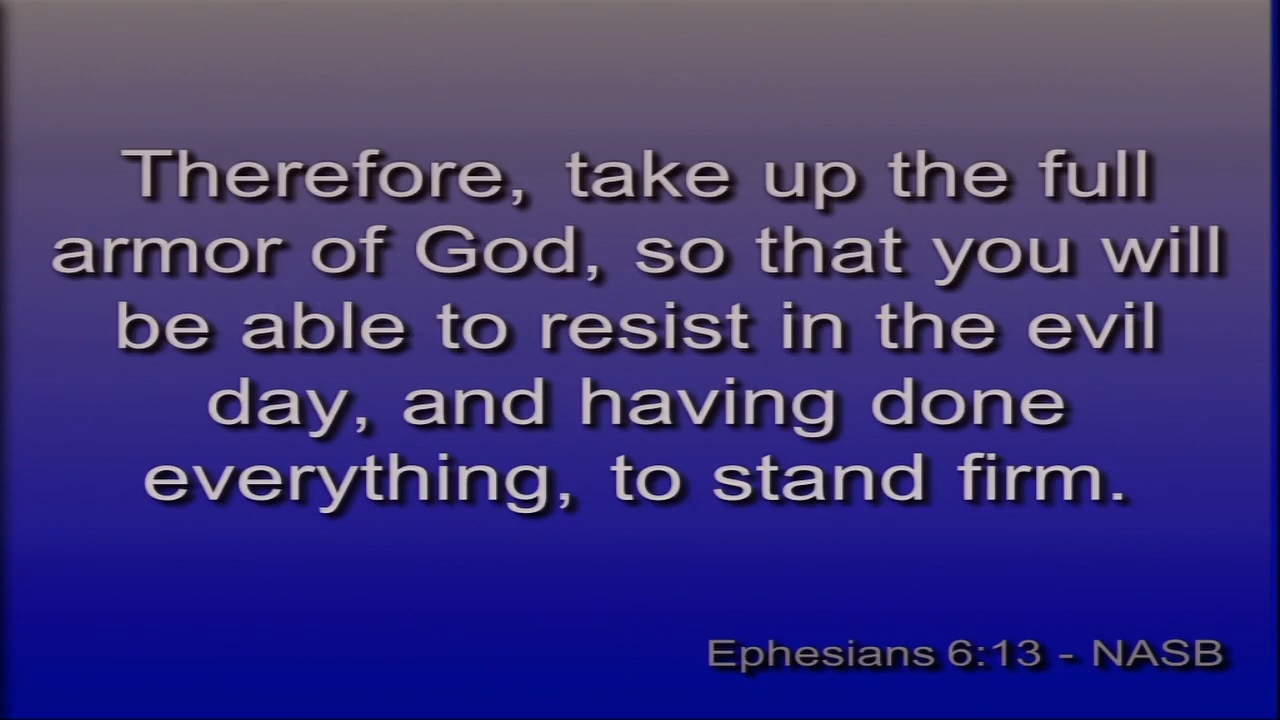 Therefore, take up the full
armor of God, so that you will
be able to resist in the evil
day, and having done
everything, to stand firm.
Ephesians 6:13 - NASB